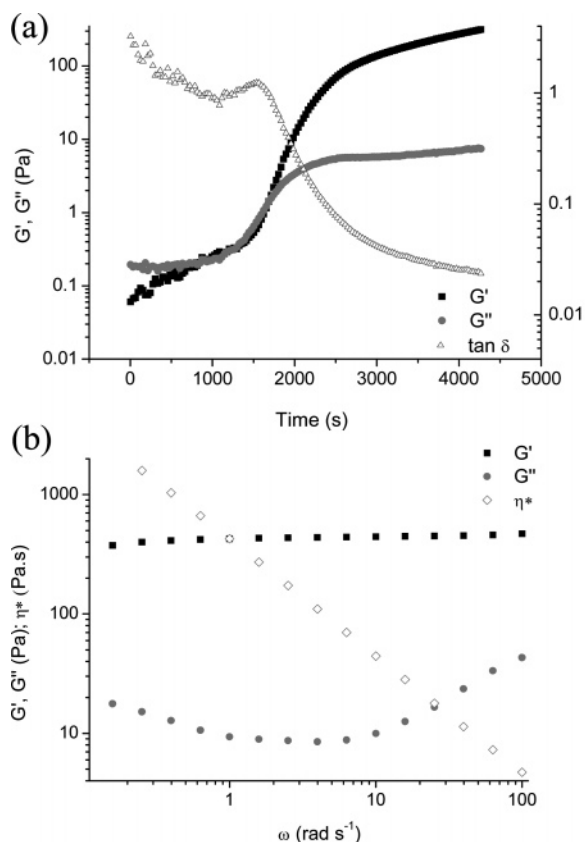 (a)
G', G'' (Pa)
100
10
1
0.1
0.01
1
0.1
0.01
G'
G''
tan δ
0 1000 2000 3000 4000 5000
Time (s)
(b)
G'
G''
η*
G', G'' (Pa); η* (Pa.s)
1000
100
10
1 10 100
ω (rad s⁻¹)